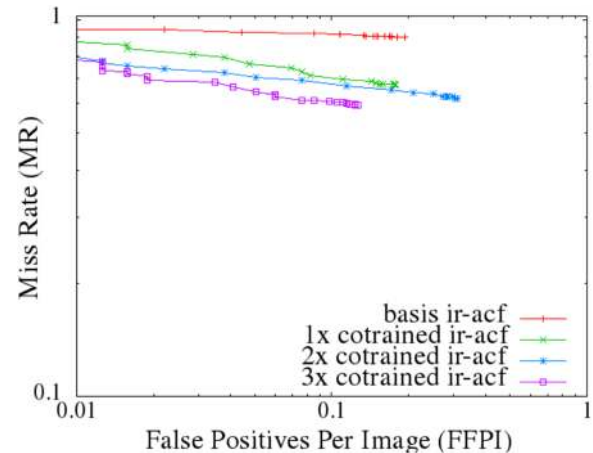 1
Miss Rate (MR)
basis ir-acf
1x cotrained ir-acf
2x cotrained ir-acf
3x cotrained ir-acf
0.1
0.01 0.1 1
False Positives Per Image (FFPI)